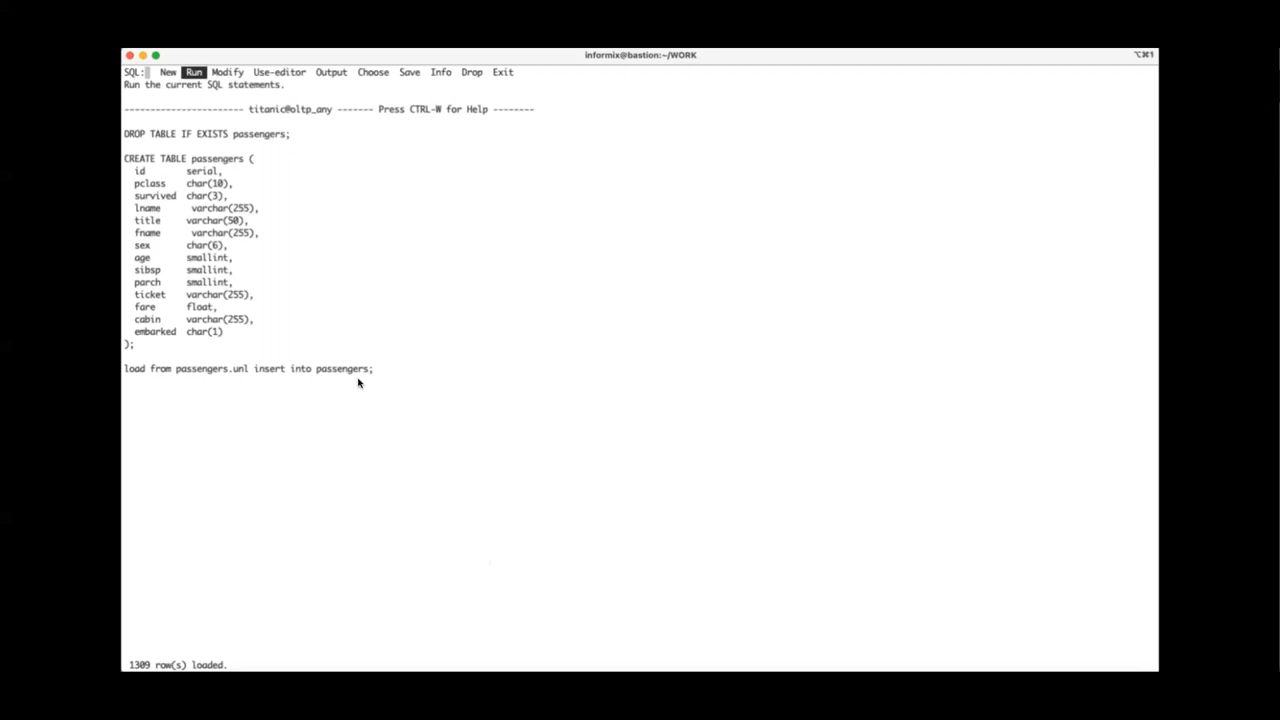 informix@bastion:~/WORK
⌥⌘1
SQL: New Run Modify Use-editor Output Choose Save Info Drop Exit
Run the current SQL statements.
----------------------- titanic@oltp_any ------- Press CTRL-W for Help --------
DROP TABLE IF EXISTS passengers;
CREATE TABLE passengers (
id serial,
pclass char(10),
survived char(3),
lname varchar(255),
title varchar(50),
fname varchar(255),
sex char(6),
age smallint,
sibsp smallint,
parch smallint,
ticket varchar(255),
fare float,
cabin varchar(255),
embarked char(1)
);
load from passengers.unl insert into passengers;
1309 row(s) loaded.